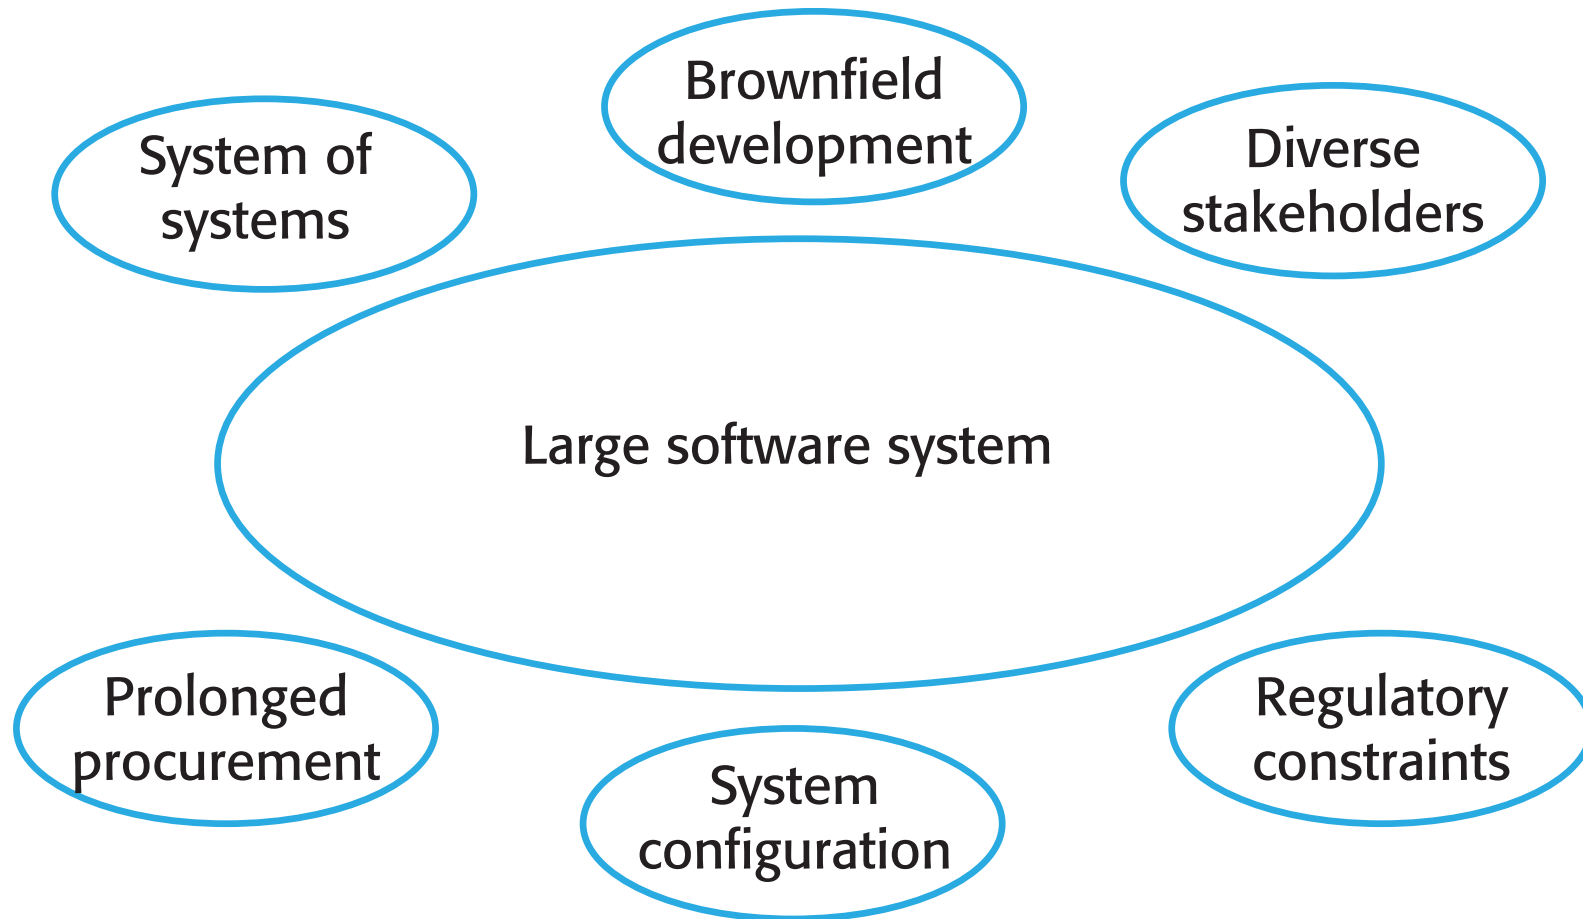 Brownfield
development
System of
systems
Diverse
stakeholders
Large software system
Prolonged
procurement
System
configuration
Regulatory
constraints